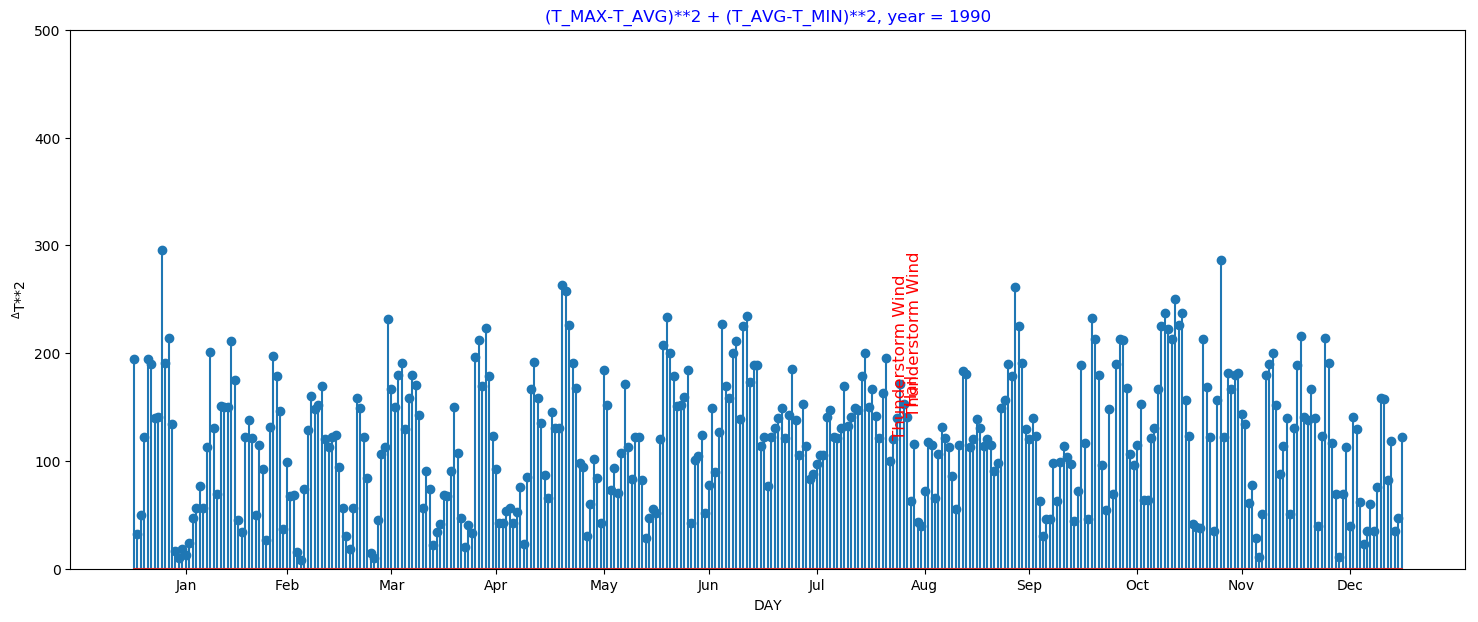 (T_MAX-T_AVG)**2 + (T_AVG-T_MIN)**2, year = 1990
500
400
300
200
100
0
ΔT**2
Thunderstorm Wind
Thunderstorm Wind
Jan Feb Mar Apr May Jun Jul Aug Sep Oct Nov Dec
DAY